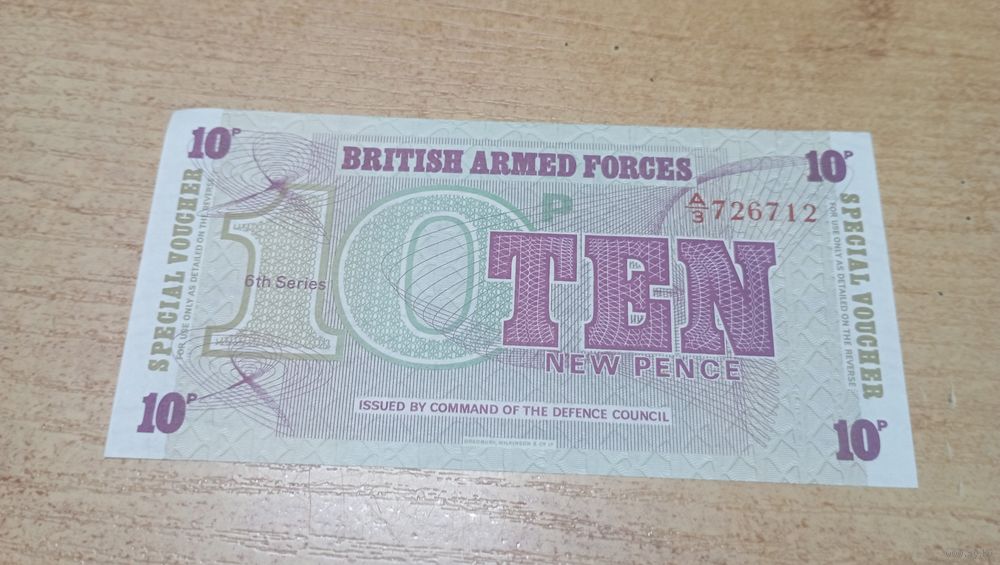 10P
BRITISH ARMED FORCES
10P
A/3 726712
SPECIAL VOUCHER
FOR USE ONLY AS DETAILED ON THE REVERSE
10P
6th Series
TEN
NEW PENCE
SPECIAL VOUCHER
FOR USE ONLY AS DETAILED ON THE REVERSE
ISSUED BY COMMAND OF THE DEFENCE COUNCIL
10P
BRADBURY, WILKINSON & Co Ld
10P